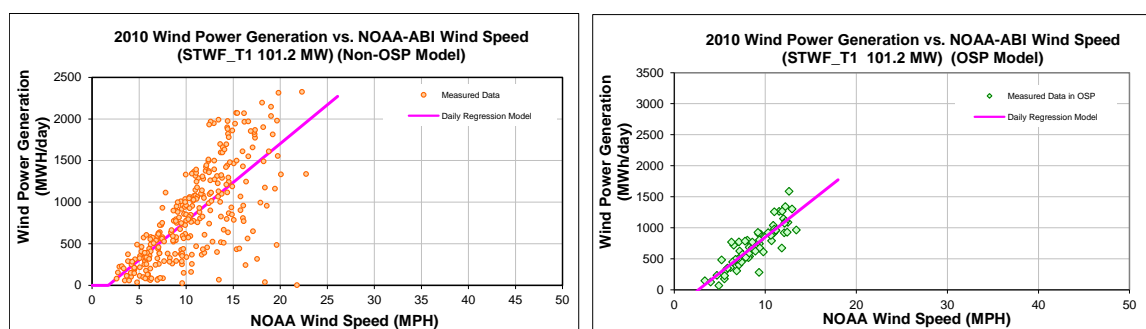 2010 Wind Power Generation vs. NOAA-ABI Wind Speed
(STWF_T1 101.2 MW) (Non-OSP Model)
Wind Power Generation
(MWH/day)
2500
2000
1500
1000
500
0
0 5 10 15 20 25 30 35 40 45 50
NOAA Wind Speed (MPH)
Measured Data
Daily Regression Model
2010 Wind Power Generation vs. NOAA-ABI Wind Speed
(STWF_T1 101.2 MW) (OSP Model)
Wind Power Generation
(MWh/day)
3500
3000
2500
2000
1500
1000
500
0
0 10 20 30 40 50
NOAA Wind Speed (MPH)
Measured Data in OSP
Daily Regression Model